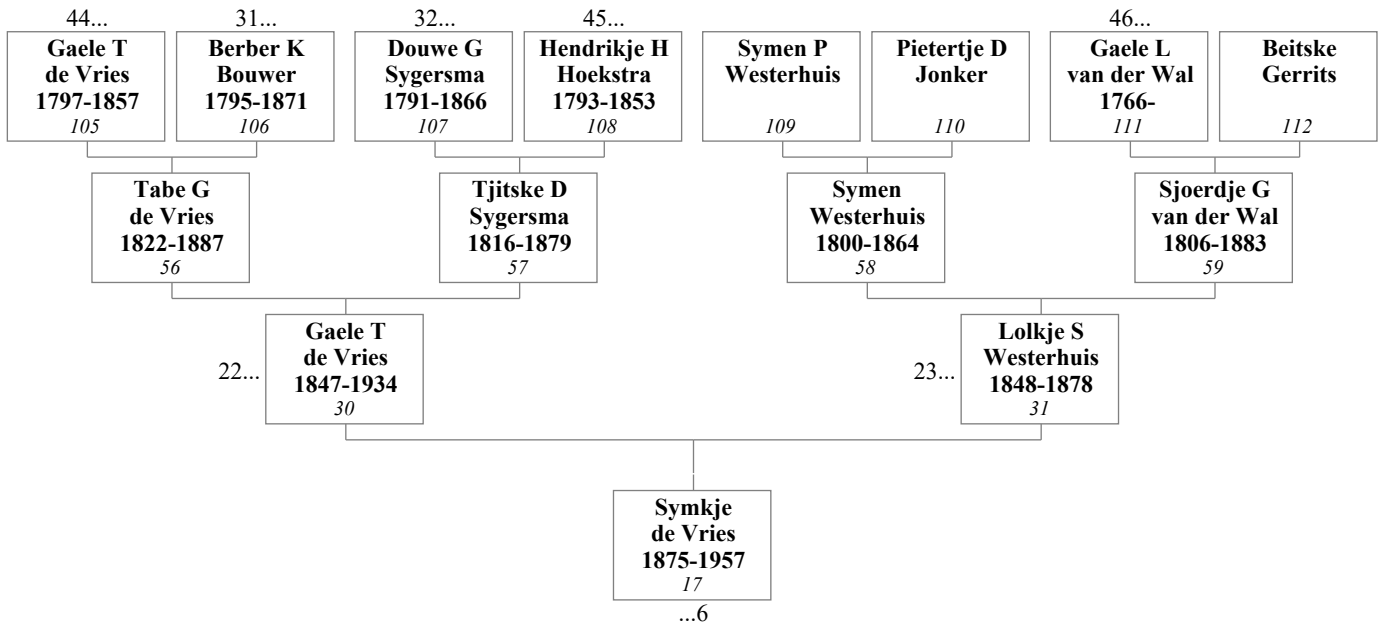 44...
31...
32...
45...
46...
Gaele T
de Vries
1797-1857
105
Berber K
Bouwer
1795-1871
106
Douwe G
Sygersma
1791-1866
107
Hendrikje H
Hoekstra
1793-1853
108
Symen P
Westerhuis
109
Pietertje D
Jonker
110
Gaele L
van der Wal
1766-
111
Beitske
Gerrits
112
Tabe G
de Vries
1822-1887
56
Tjitske D
Sygersma
1816-1879
57
Symen
Westerhuis
1800-1864
58
Sjoerdje G
van der Wal
1806-1883
59
22...
Gaele T
de Vries
1847-1934
30
23...
Lolkje S
Westerhuis
1848-1878
31
Symkje
de Vries
1875-1957
17
...6